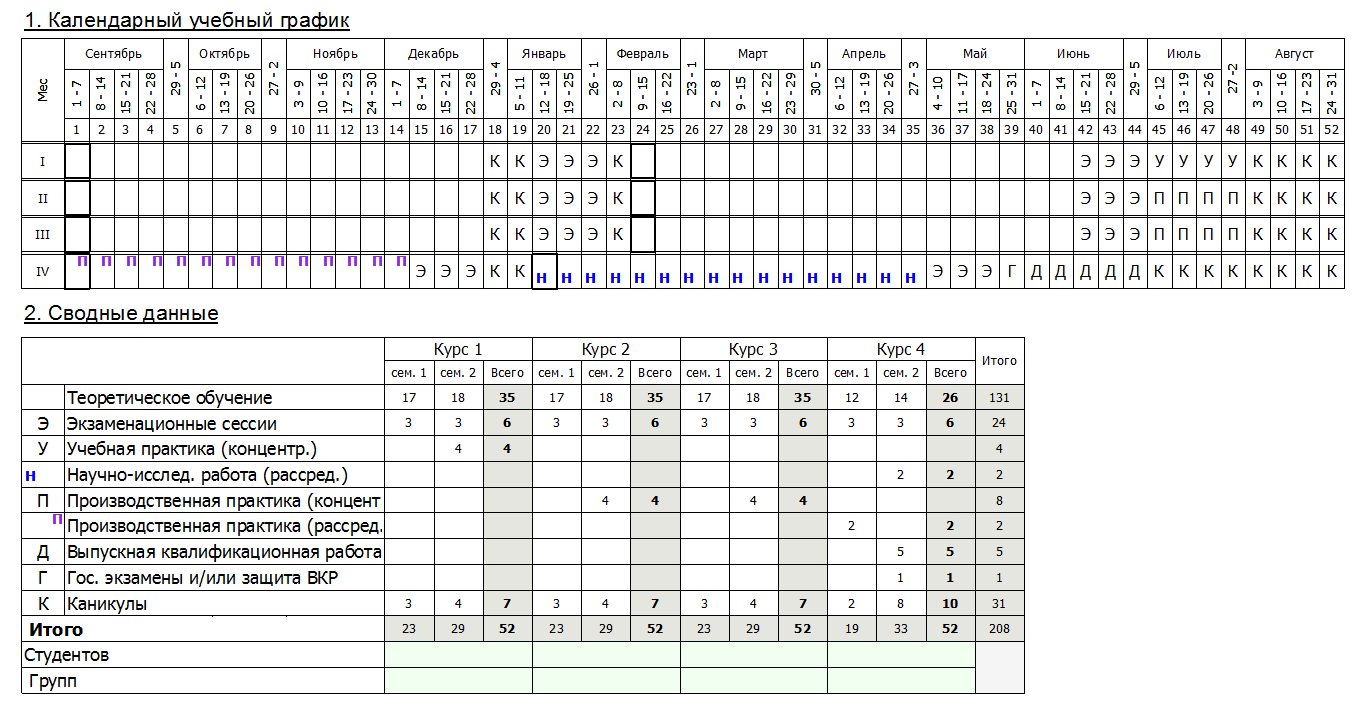 1. Календарный учебный график
Мес Сентябрь 29 - 5 Октябрь 27 - 2 Ноябрь Декабрь 29 - 4 Январь 26 - 1 Февраль 23 - 1 Март 30 - 5 Апрель 27 - 3 Май Июнь 29 - 5 Июль 27 -2 Август
1 - 7 8 - 14 15 - 21 22 - 28 6 - 12 13 - 19 20 - 26 3 - 9 10 - 16 17 - 23 24 - 30 1 - 7 8 - 14 15 - 21 22 - 28 5 - 11 12 - 18 19 - 25 2 - 8 9 - 15 16 - 22 2 - 8 9 - 15 16 - 22 23 - 29 6 - 12 13 - 19 20 - 26 4 - 10 11 - 17 18 - 24 25 - 31 1 - 7 8 - 14 15 - 21 22 - 28 6 - 12 13 - 19 20 - 26 3 - 9 10 - 16 17 - 23 24 - 31
1 2 3 4 5 6 7 8 9 10 11 12 13 14 15 16 17 18 19 20 21 22 23 24 25 26 27 28 29 30 31 32 33 34 35 36 37 38 39 40 41 42 43 44 45 46 47 48 49 50 51 52
I К К Э Э Э К Э Э Э У У У У К К К К
II К К Э Э Э К Э Э Э П П П П К К К К
III К К Э Э Э К Э Э Э П П П П К К К К
IV П П П П П П П П П П П П П П Э Э Э К К Н Н Н Н Н Н Н Н Н Н Н Н Н Н Н Н Э Э Э Г Д Д Д Д Д К К К К К К К К
2. Сводные данные
Курс 1 Курс 2 Курс 3 Курс 4 Итого
сем. 1 сем. 2 Всего сем. 1 сем. 2 Всего сем. 1 сем. 2 Всего сем. 1 сем. 2 Всего
Теоретическое обучение 17 18 35 17 18 35 17 18 35 12 14 26 131
Э Экзаменационные сессии 3 3 6 3 3 6 3 3 6 3 3 6 24
У Учебная практика (концентр.) 4 4 4
Н Научно-исслед. работа (рассред.) 2 2 2
П Производственная практика (концент 4 4 4 4 8
П Производственная практика (рассред. 2 2 2
Д Выпускная квалификационная работа 5 5 5
Г Гос. экзамены и/или защита ВКР 1 1 1
К Каникулы 3 4 7 3 4 7 3 4 7 2 8 10 31
Итого 23 29 52 23 29 52 23 29 52 19 33 52 208
Студентов
Групп